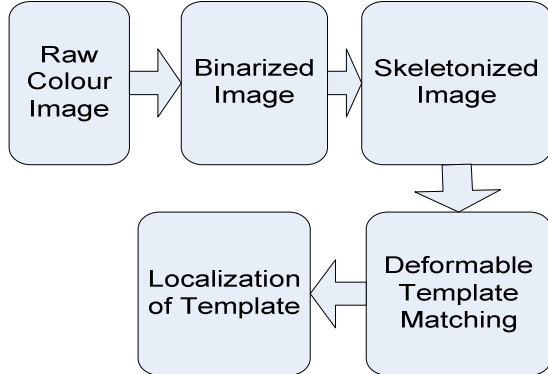 Raw
Colour
Image
Binarized
Image
Skeletonized
Image
Deformable
Template
Matching
Localization
of Template